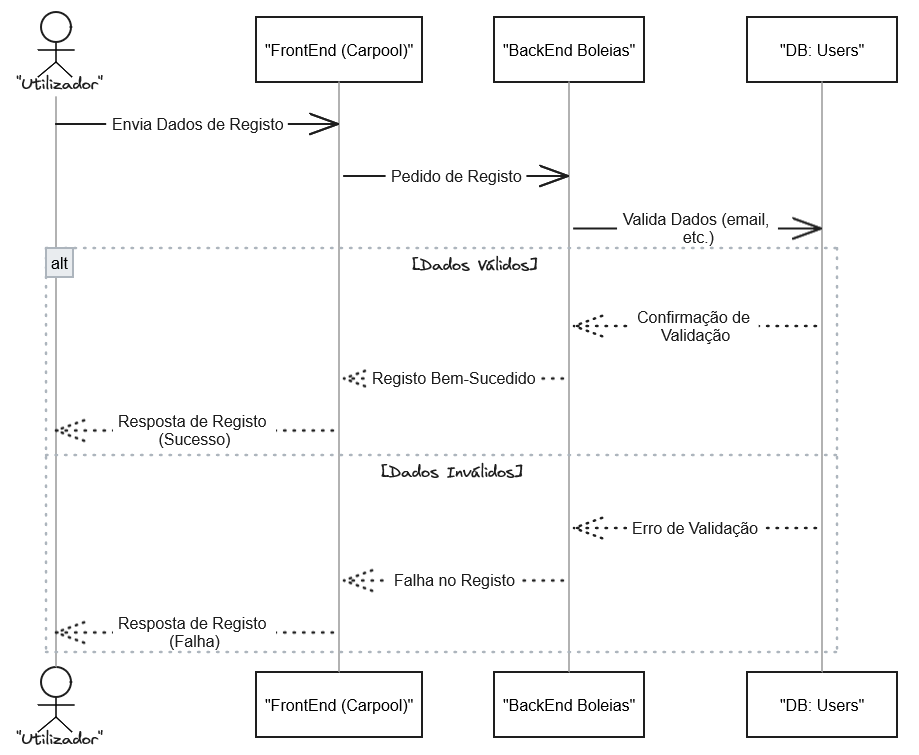 "Utilizador"
"FrontEnd (Carpool)"
"BackEnd Boleias"
"DB: Users"
Envia Dados de Registo
Pedido de Registo
Valida Dados (email,
etc.)
alt
[Dados Válidos]
Confirmação de
Validação
Registo Bem-Sucedido
Resposta de Registo
(Sucesso)
[Dados Inválidos]
Erro de Validação
Falha no Registo
Resposta de Registo
(Falha)
"Utilizador"
"FrontEnd (Carpool)"
"BackEnd Boleias"
"DB: Users"